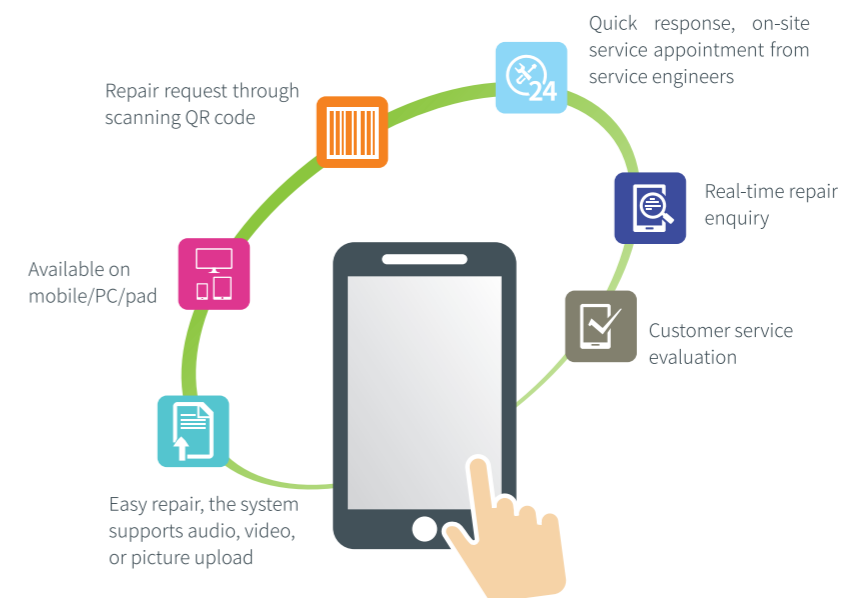 Quick response, on-site
service appointment from
service engineers
24
Repair request through
scanning QR code
Real-time repair
enquiry
Available on
mobile/PC/pad
Customer service
evaluation
Easy repair, the system
supports audio, video,
or picture upload